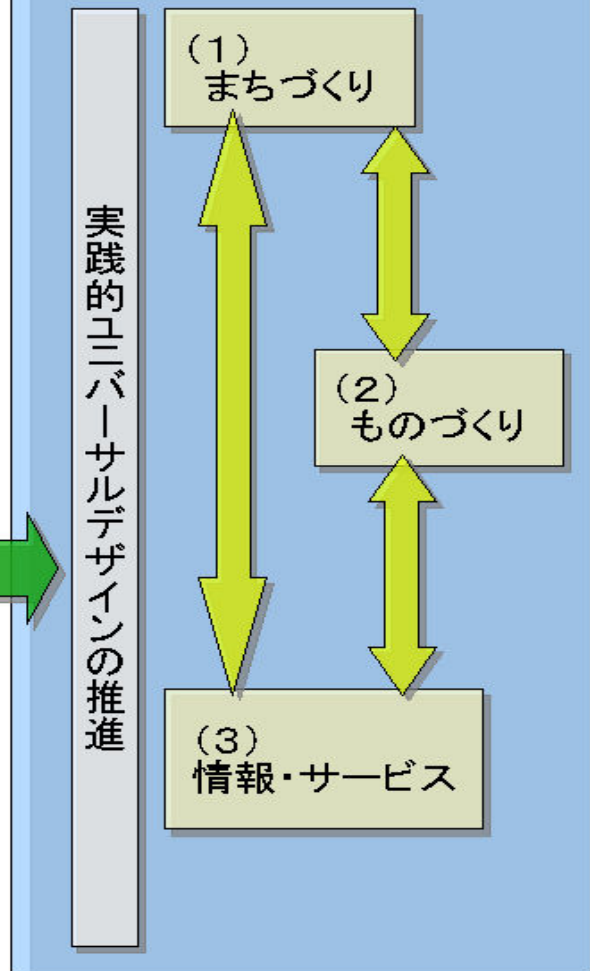 実践的ユニバーサルデザインの推進
(1)
まちづくり
(2)
ものづくり
(3)
情報・サービス